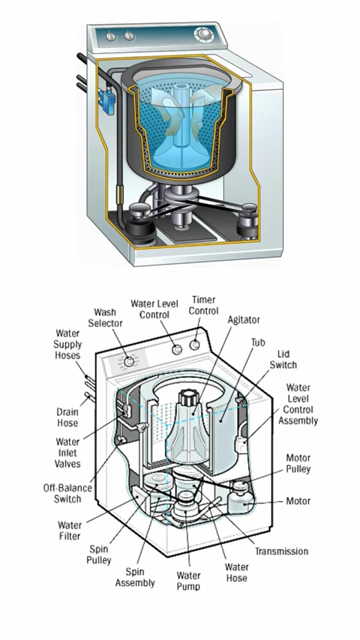 Water Level
Control
Timer
Control
Wash
Selector
Agitator
Water
Supply
Hoses
Tub
Lid
Switch
Water
Level
Control
Assembly
Drain
Hose
Water
Inlet
Valves
Motor
Pulley
Off-Balance
Switch
Motor
Water
Filter
Transmission
Spin
Pulley
Water
Hose
Spin
Assembly
Water
Pump